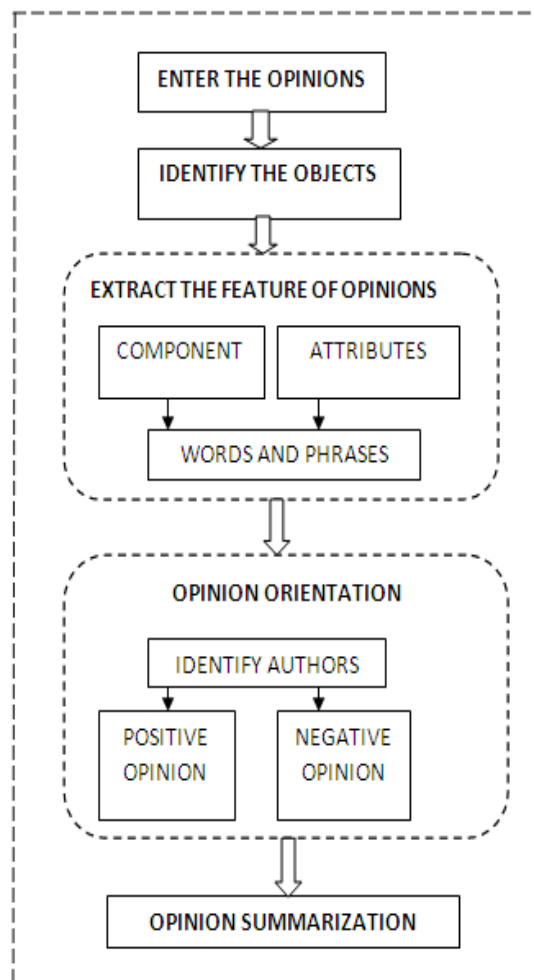 ENTER THE OPINIONS
IDENTIFY THE OBJECTS
EXTRACT THE FEATURE OF OPINIONS
COMPONENT
ATTRIBUTES
WORDS AND PHRASES
OPINION ORIENTATION
IDENTIFY AUTHORS
POSITIVE
OPINION
NEGATIVE
OPINION
OPINION SUMMARIZATION